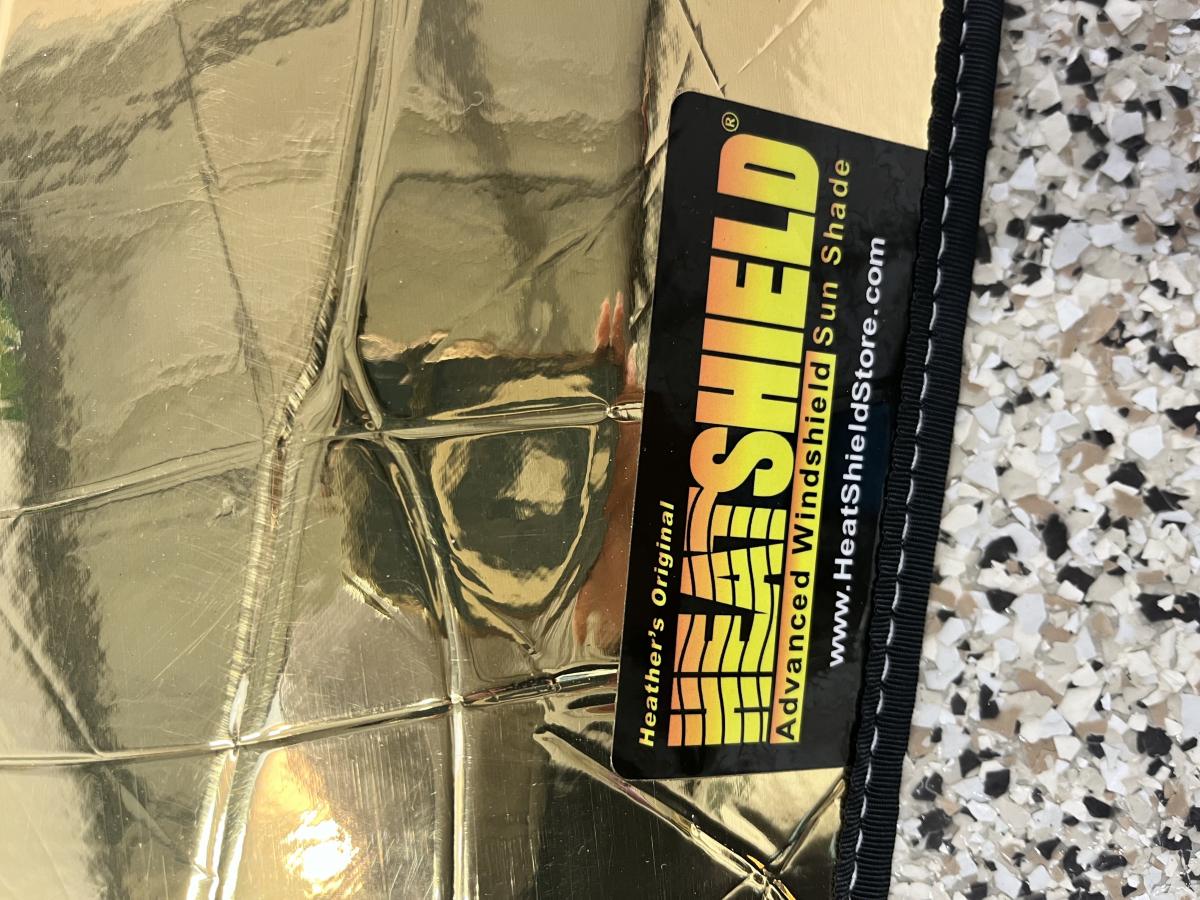 Heather's Original
HEATSHIELD®
Advanced Windshield Sun Shade
www.HeatShieldStore.com